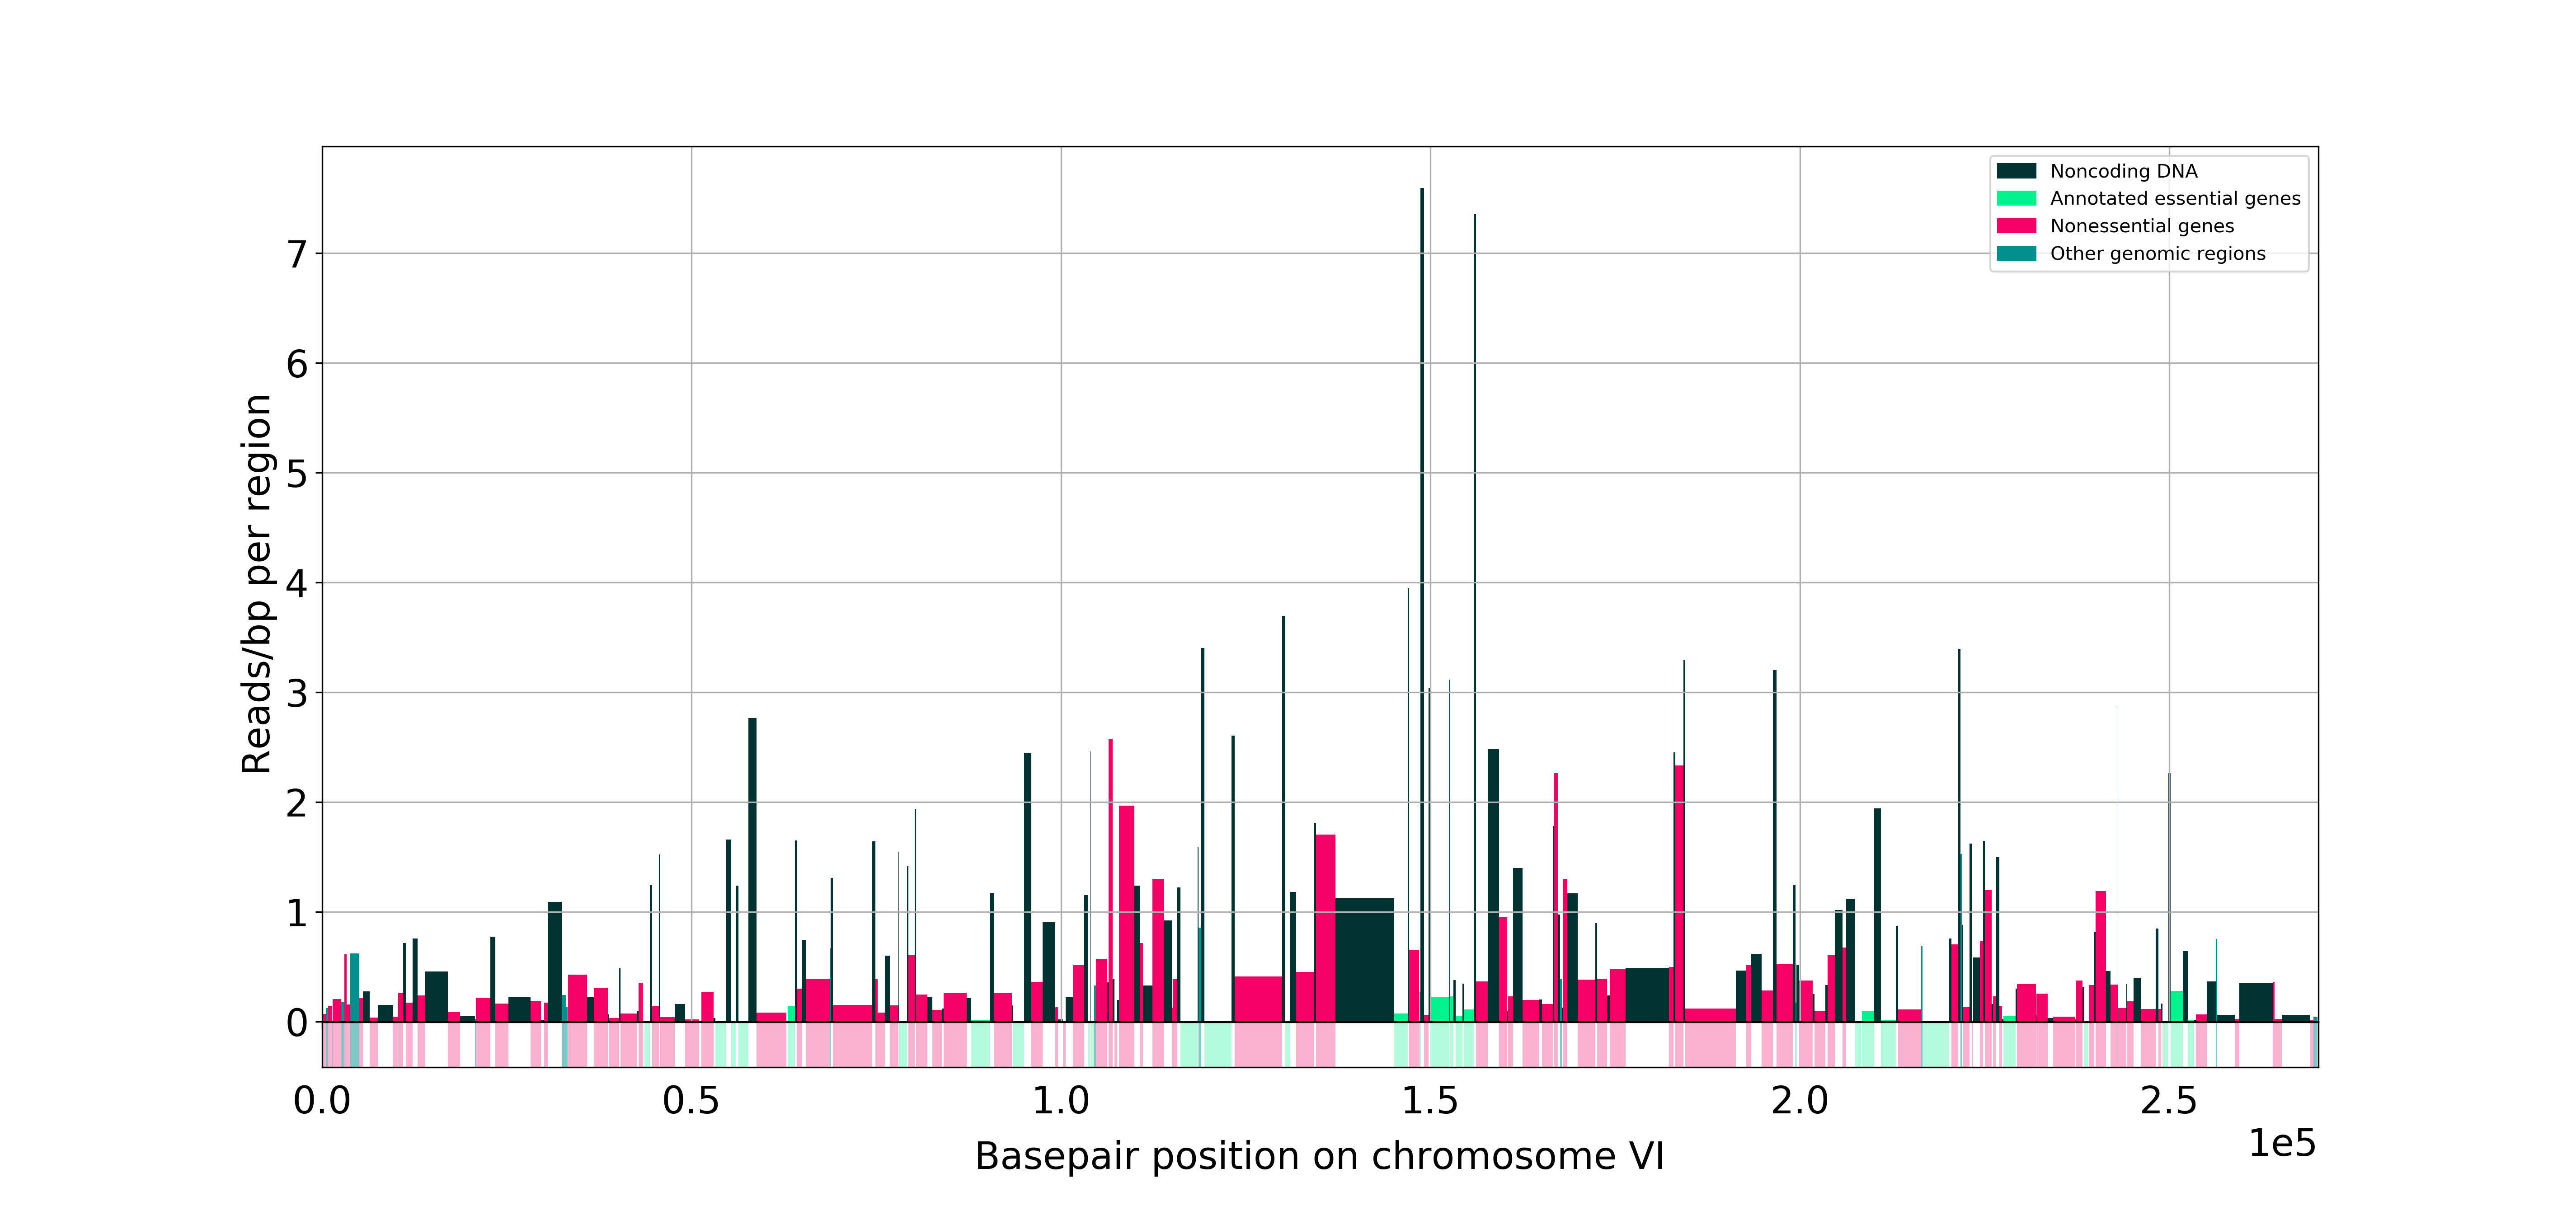 Noncoding DNA
Annotated essential genes
Nonessential genes
Other genomic regions
Reads/bp per region
7
6
5
4
3
2
1
0
0.0 0.5 1.0 1.5 2.0 2.5
1e5
Basepair position on chromosome VI